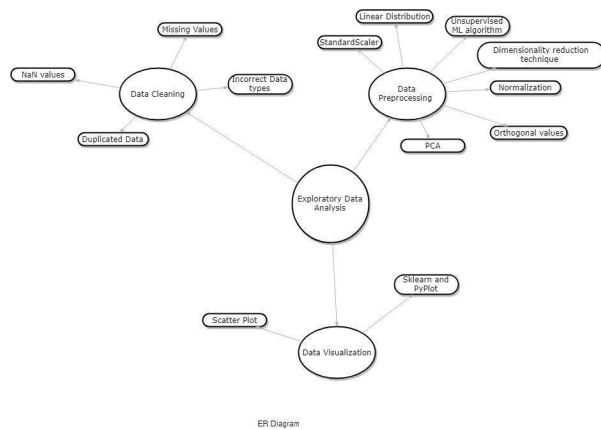 Missing Values
NaN values
Data Cleaning
Incorrect Data
types
Duplicated Data
Linear Distribution
Unsupervised
ML algorithm
StandardScaler
Dimensionality reduction
technique
Data
Preprocessing
Normalization
Orthogonal values
PCA
Exploratory Data
Analysis
Sklearn and
PyPlot
Scatter Plot
Data Visualization
ER Diagram